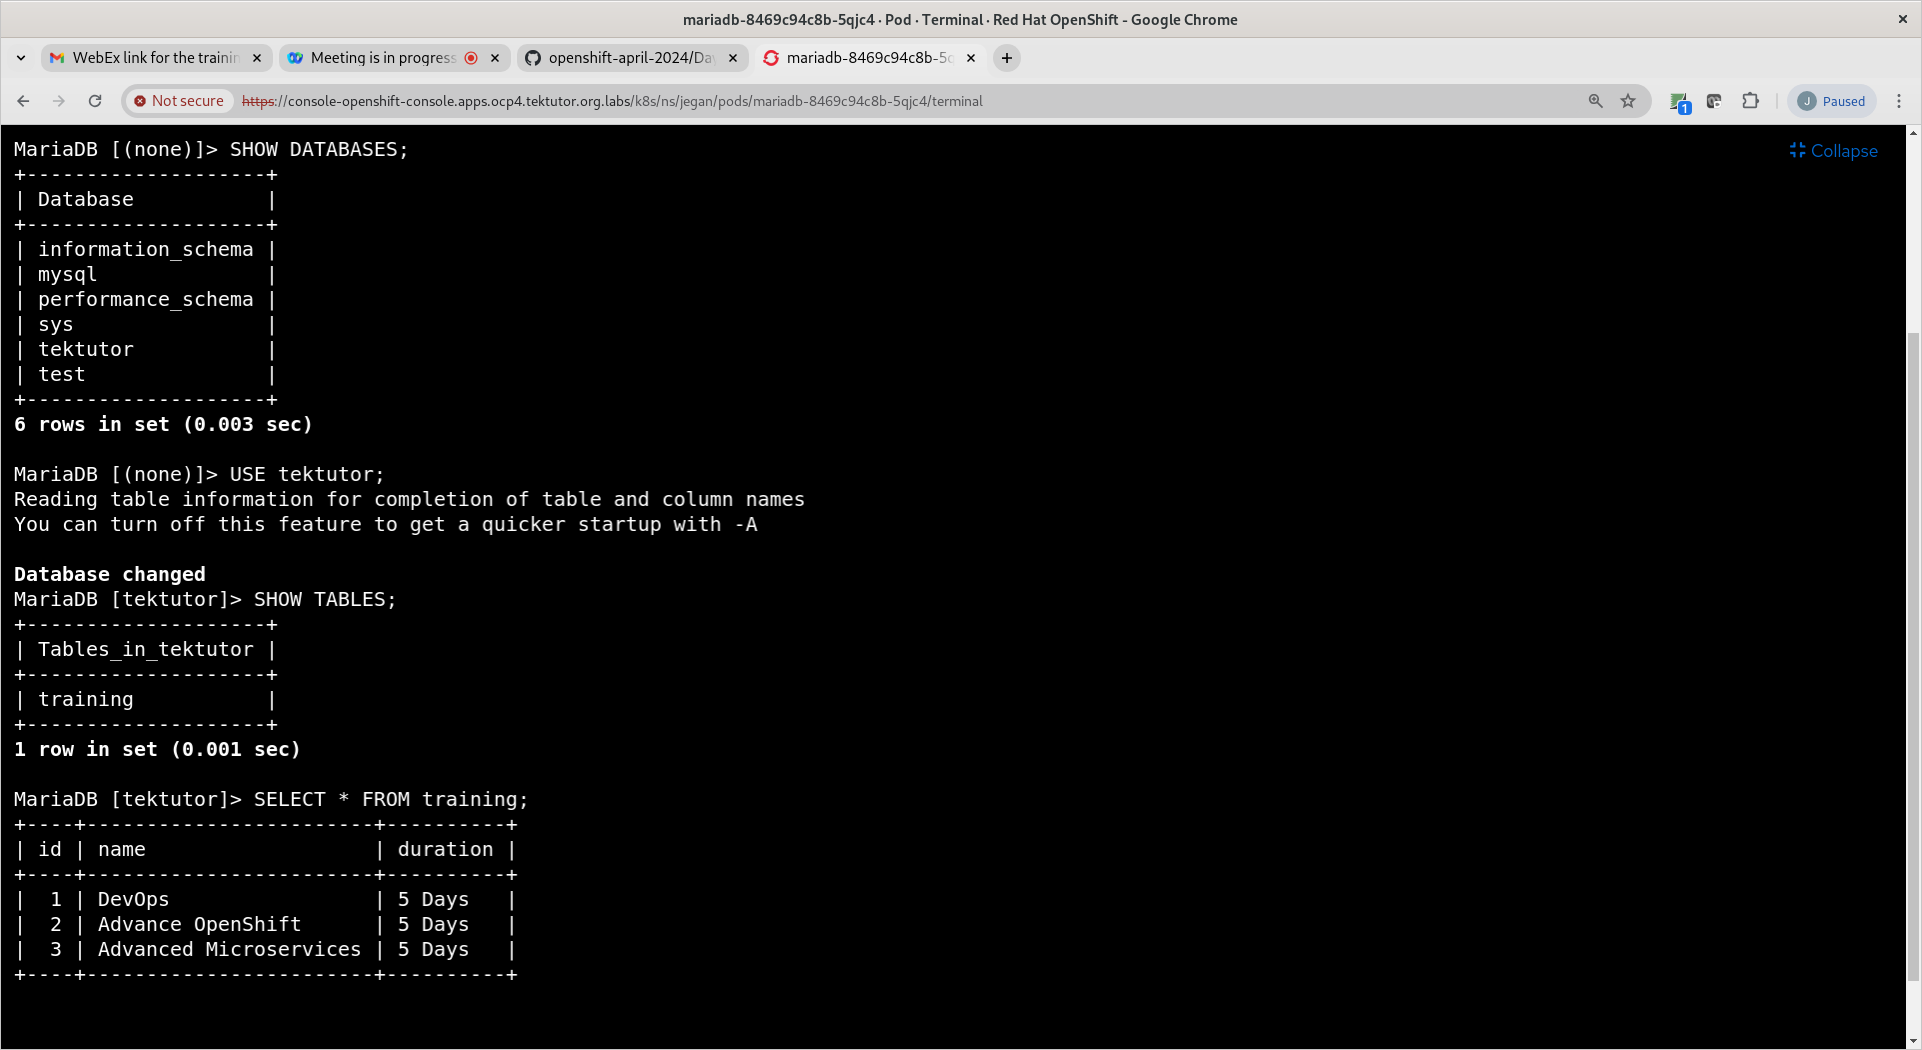 mariadb-8469c94c8b-5qjc4 · Pod · Terminal · Red Hat OpenShift - Google Chrome
WebEx link for the trainin
Meeting is in progress
openshift-april-2024/Day
mariadb-8469c94c8b-5q
Not secure
https://console-openshift-console.apps.ocp4.tektutor.org.labs/k8s/ns/jegan/pods/mariadb-8469c94c8b-5qjc4/terminal
1
J Paused
Collapse
MariaDB [(none)]> SHOW DATABASES;
+--------------------+
| Database           |
+--------------------+
| information_schema |
| mysql              |
| performance_schema |
| sys                |
| tektutor           |
| test               |
+--------------------+
6 rows in set (0.003 sec)
MariaDB [(none)]> USE tektutor;
Reading table information for completion of table and column names
You can turn off this feature to get a quicker startup with -A
Database changed
MariaDB [tektutor]> SHOW TABLES;
+--------------------+
| Tables_in_tektutor |
+--------------------+
| training           |
+--------------------+
1 row in set (0.001 sec)
MariaDB [tektutor]> SELECT * FROM training;
+----+------------------------+----------+
| id | name                   | duration |
+----+------------------------+----------+
|  1 | DevOps                 | 5 Days   |
|  2 | Advance OpenShift      | 5 Days   |
|  3 | Advanced Microservices | 5 Days   |
+----+------------------------+----------+